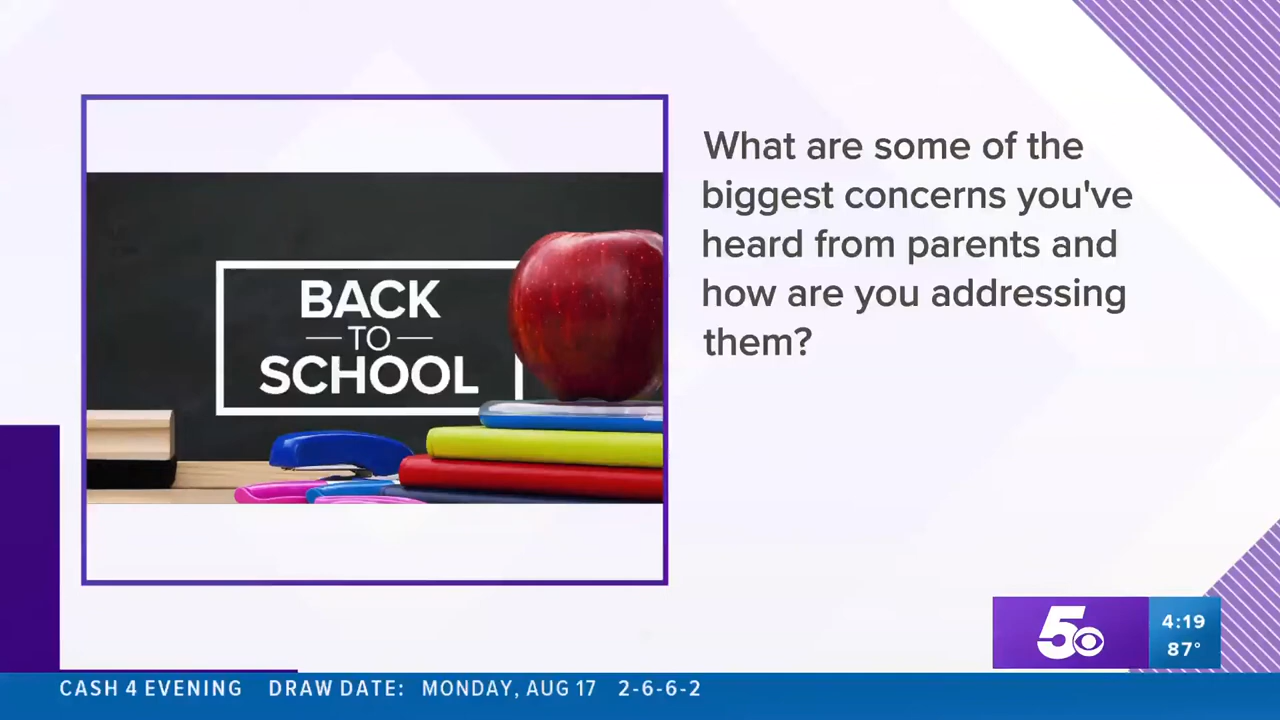 BACK
TO
SCHOOL
What are some of the
biggest concerns you've
heard from parents and
how are you addressing
them?
5
4:19
87°
CASH 4 EVENING DRAW DATE: MONDAY, AUG 17 2-6-6-2